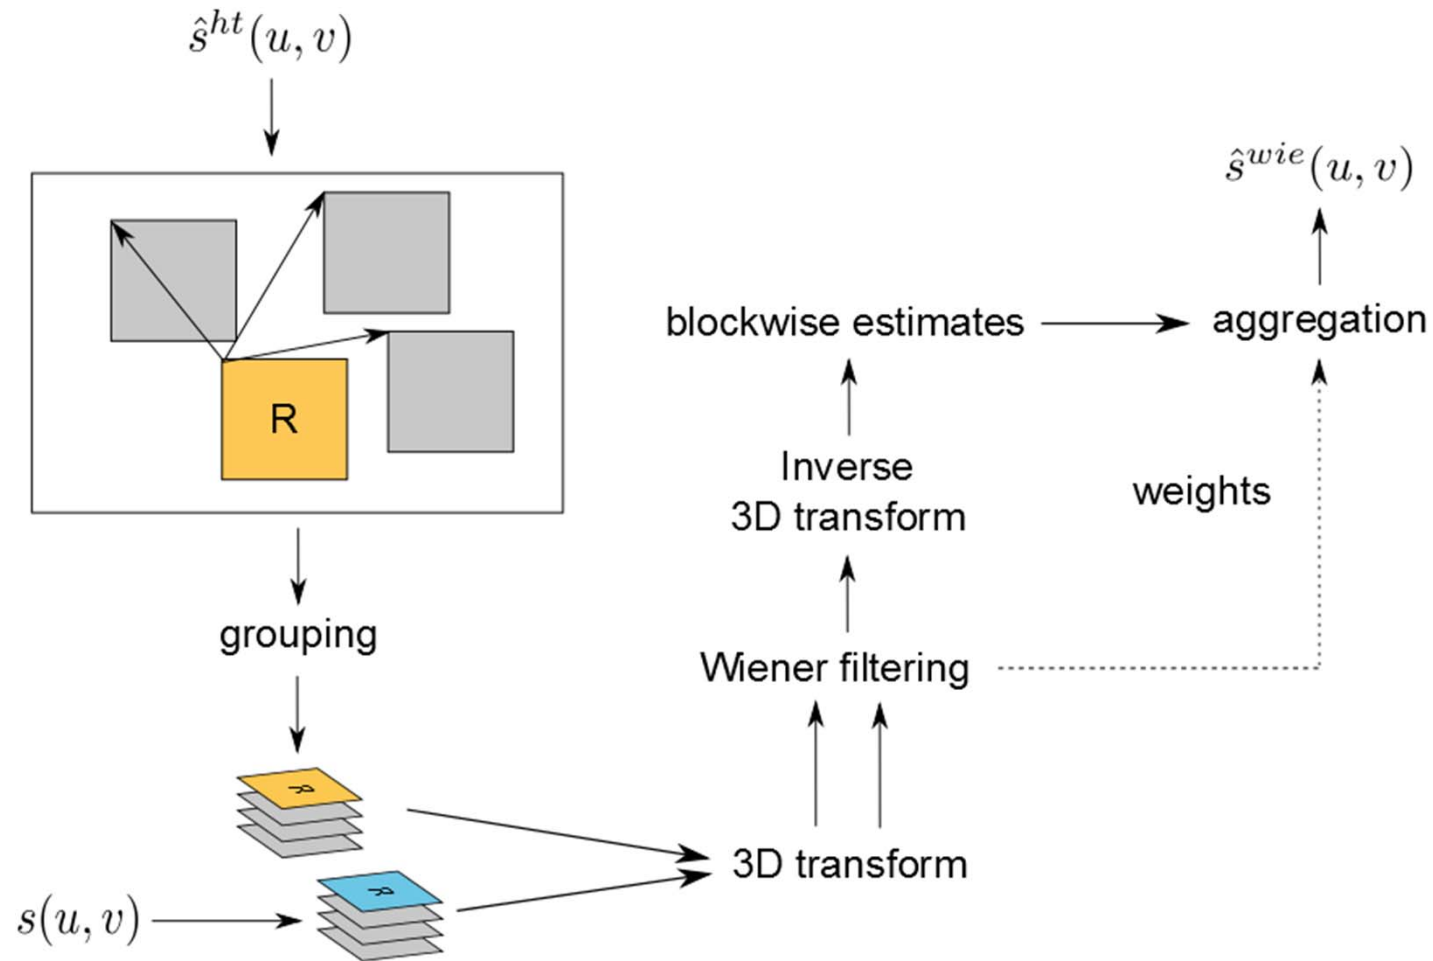 ŝ^{ht}(u, v)
R
grouping
R
R
s(u, v)
3D transform
Wiener filtering
Inverse
3D transform
blockwise estimates
weights
aggregation
ŝ^{wie}(u, v)